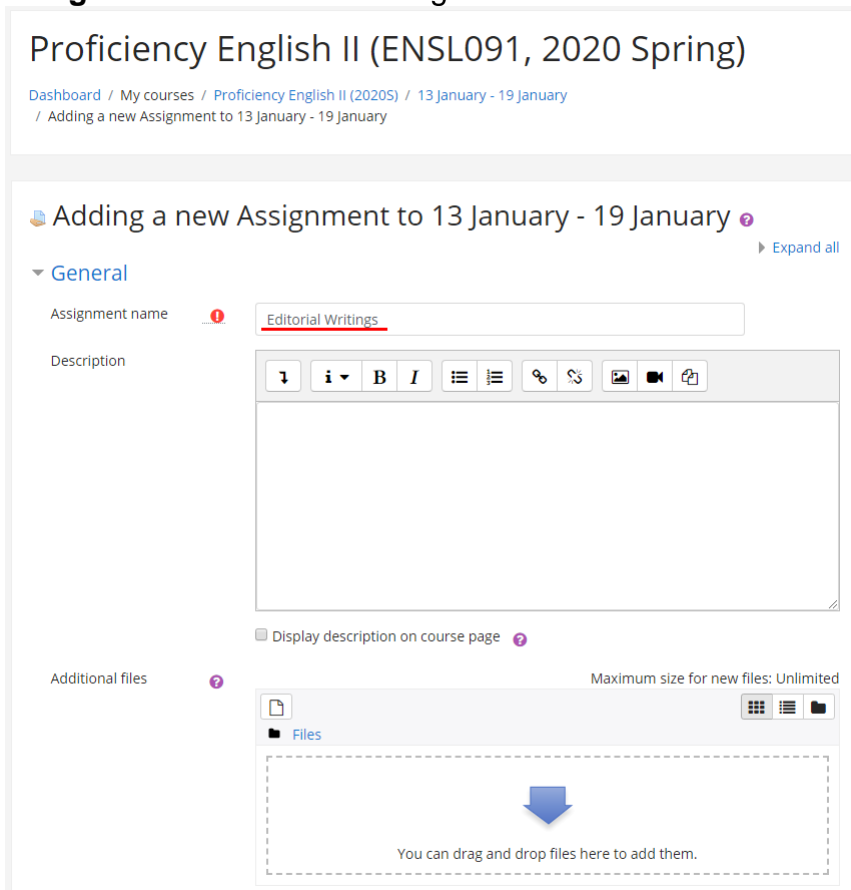 Proficiency English II (ENSL091, 2020 Spring)
Dashboard / My courses / Proficiency English II (2020S) / 13 January - 19 January
/ Adding a new Assignment to 13 January - 19 January
Adding a new Assignment to 13 January - 19 January
Expand all
General
Assignment name
Editorial Writings
Description
i B I
Display description on course page
Additional files
Maximum size for new files: Unlimited
Files
You can drag and drop files here to add them.